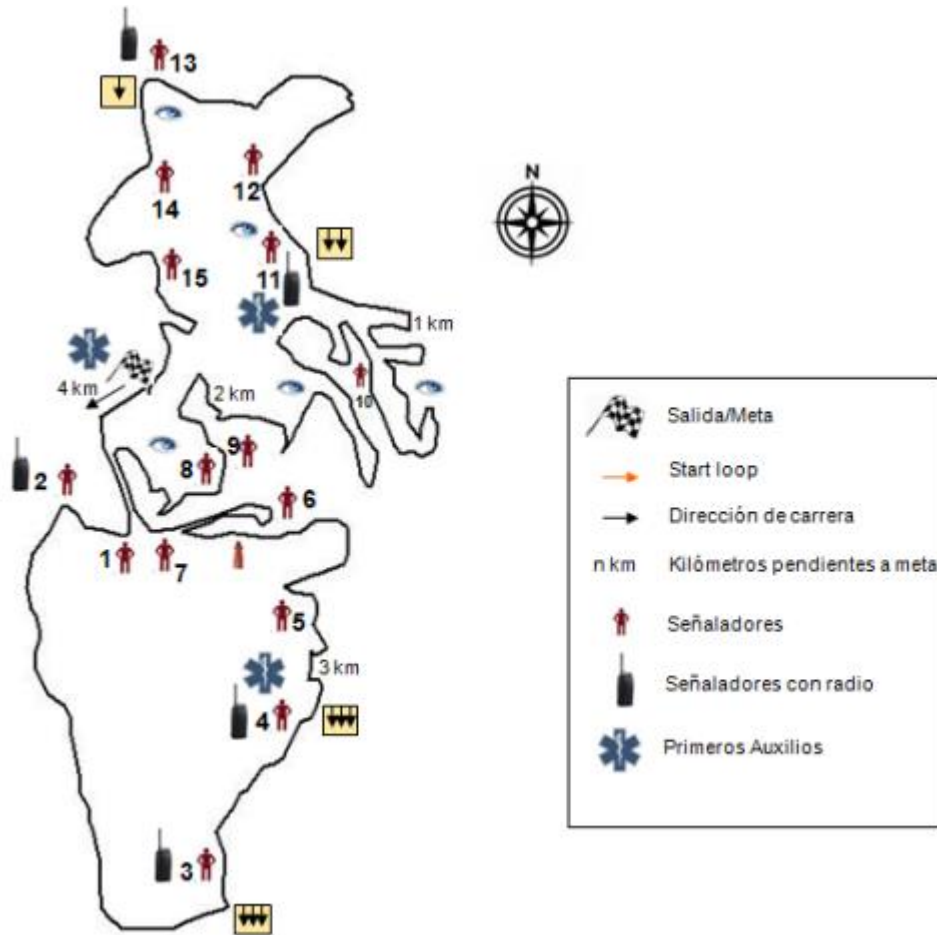 13
12
14
N
11
15
1 km
4 km
2 km
10
9
8
2
6
1
7
5
3 km
4
3
Salida/Meta
Start loop
Dirección de carrera
n km Kilómetros pendientes a meta
Señaladores
Señaladores con radio
Primeros Auxilios